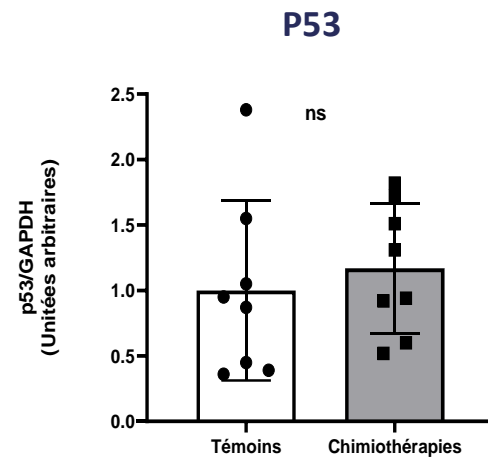 P53
ns
p53/GAPDH
(Unitées arbitraires)
2.5
2.0
1.5
1.0
0.5
0.0
Témoins Chimiothérapies